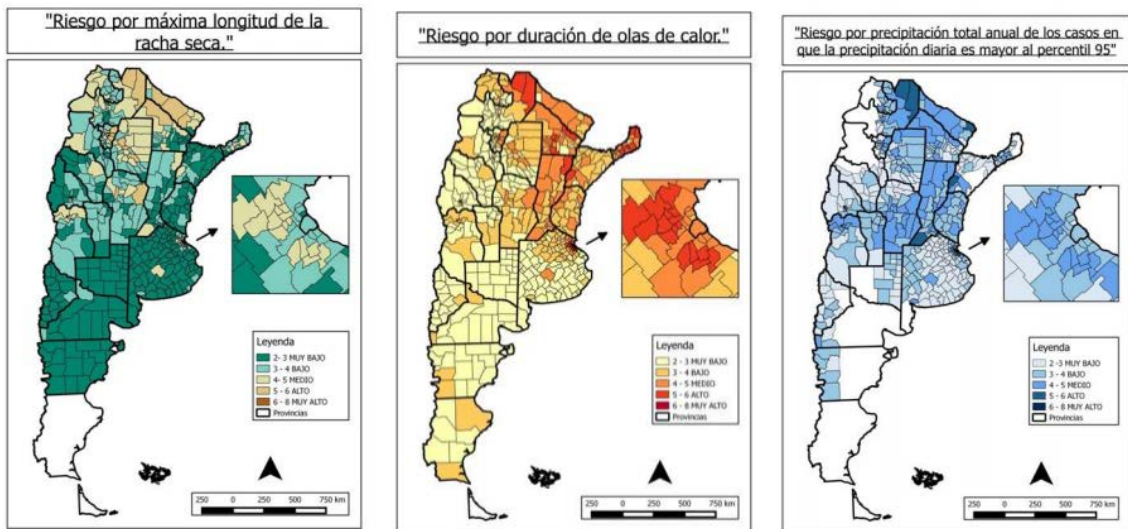 "Riesgo por máxima longitud de la
racha seca."
Leyenda
2- 3 MUY BAJO
3 - 4 BAJO
4- 5 MEDIO
5 - 6 ALTO
6 - 8 MUY ALTO
Provincias
250 0 250 500 750 km
"Riesgo por duración de olas de calor."
Leyenda
2 - 3 MUY BAJO
3 - 4 BAJO
4 - 5 MEDIO
5 - 6 ALTO
6 - 8 MUY ALTO
Provincias
250 0 250 500 750 km
"Riesgo por precipitación total anual de los casos en
que la precipitación diaria es mayor al percentil 95"
Leyenda
2 -3 MUY BAJO
3 - 4 BAJO
4 - 5 MEDIO
5 - 6 ALTO
6 - 8 MUY ALTO
Provincias
250 0 250 500 750 km